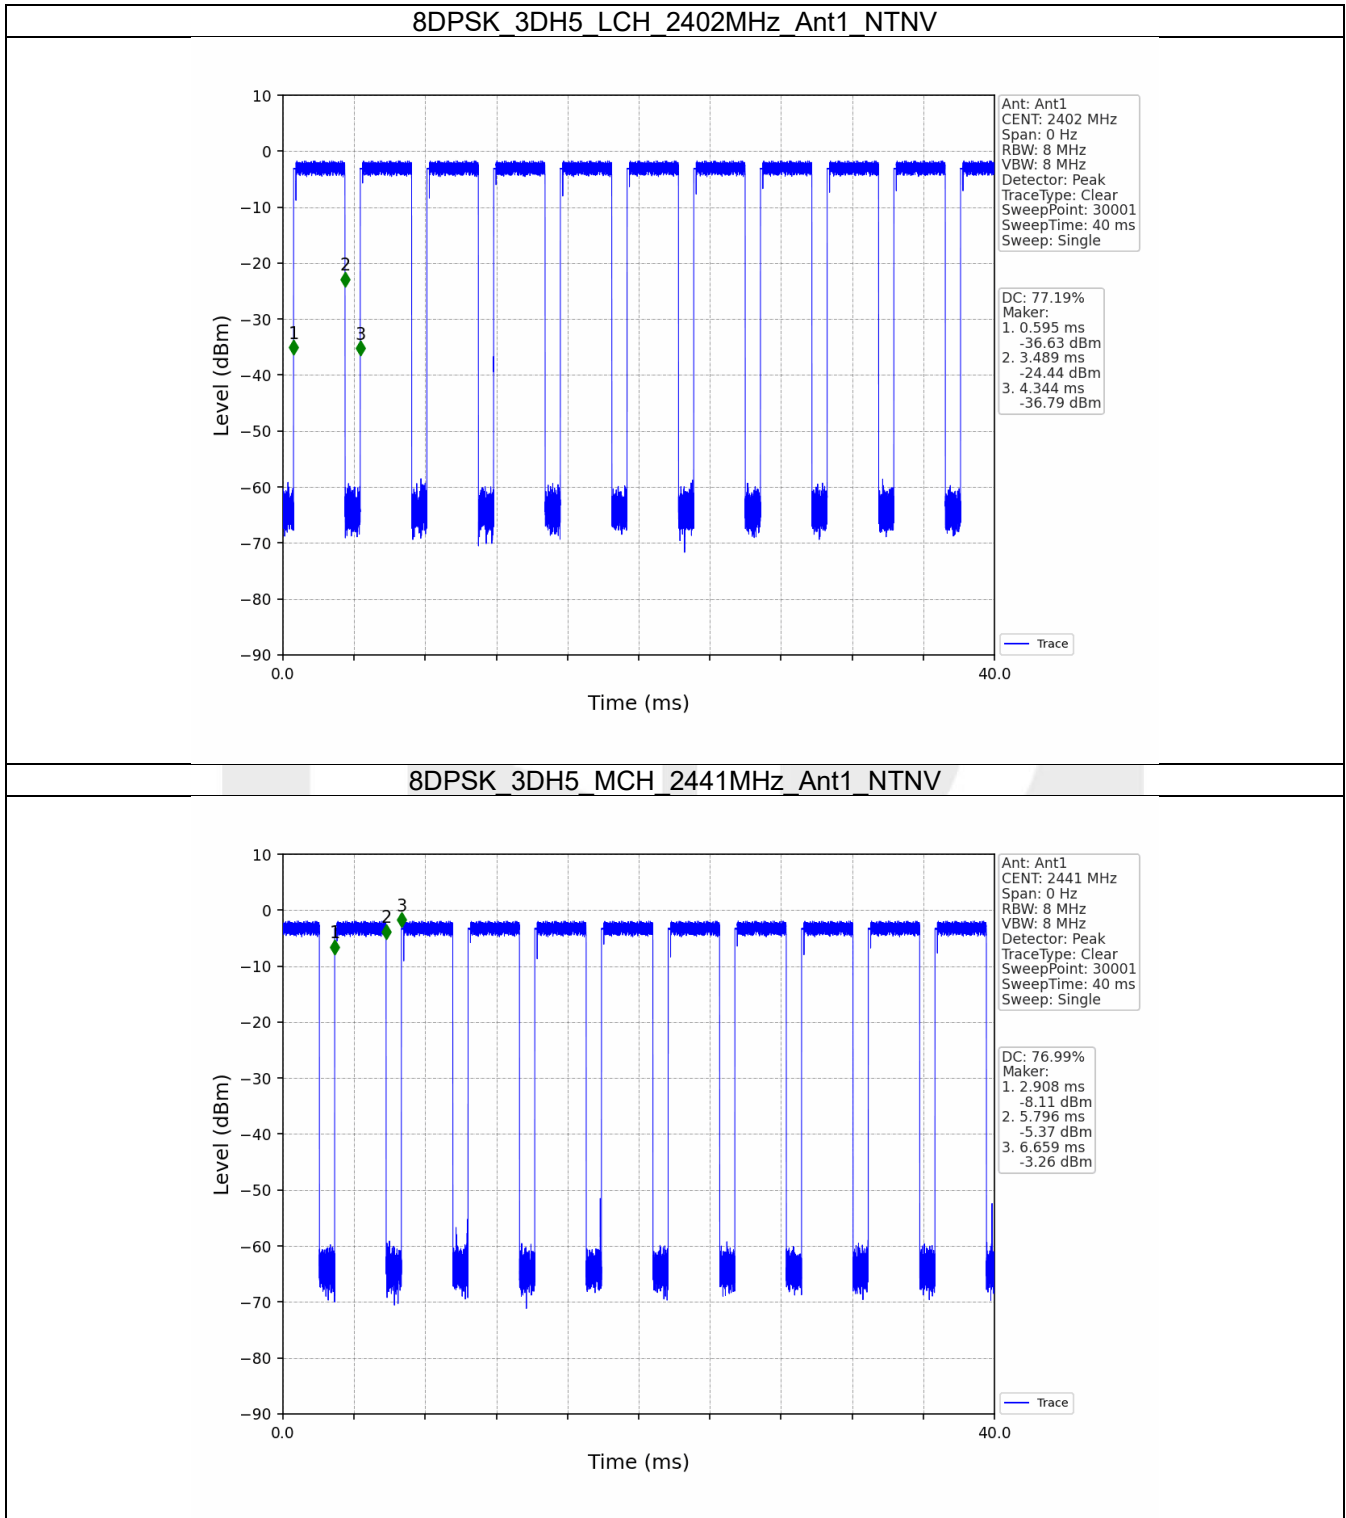 8DPSK_3DH5_LCH_2402MHz_Ant1_NTNV
10
0
−10
−20
−30
−40
−50
−60
−70
−80
−90
Level (dBm)
1
2
3
0.0
40.0
Time (ms)
Ant: Ant1
CENT: 2402 MHz
Span: 0 Hz
RBW: 8 MHz
VBW: 8 MHz
Detector: Peak
TraceType: Clear
SweepPoint: 30001
SweepTime: 40 ms
Sweep: Single
DC: 77.19%
Maker:
1. 0.595 ms
-36.63 dBm
2. 3.489 ms
-24.44 dBm
3. 4.344 ms
-36.79 dBm
Trace
8DPSK_3DH5_MCH_2441MHz_Ant1_NTNV
10
0
−10
−20
−30
−40
−50
−60
−70
−80
−90
Level (dBm)
1
2
3
0.0
40.0
Time (ms)
Ant: Ant1
CENT: 2441 MHz
Span: 0 Hz
RBW: 8 MHz
VBW: 8 MHz
Detector: Peak
TraceType: Clear
SweepPoint: 30001
SweepTime: 40 ms
Sweep: Single
DC: 76.99%
Maker:
1. 2.908 ms
-8.11 dBm
2. 5.796 ms
-5.37 dBm
3. 6.659 ms
-3.26 dBm
Trace